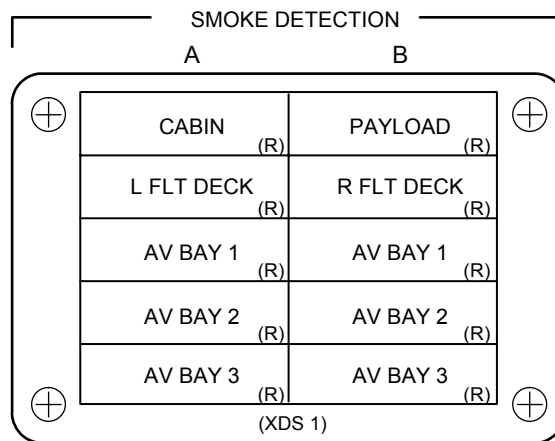 SMOKE DETECTION
A B
CABIN (R) PAYLOAD (R)
L FLT DECK (R) R FLT DECK (R)
AV BAY 1 (R) AV BAY 1 (R)
AV BAY 2 (R) AV BAY 2 (R)
AV BAY 3 (R) AV BAY 3 (R)
(XDS 1)